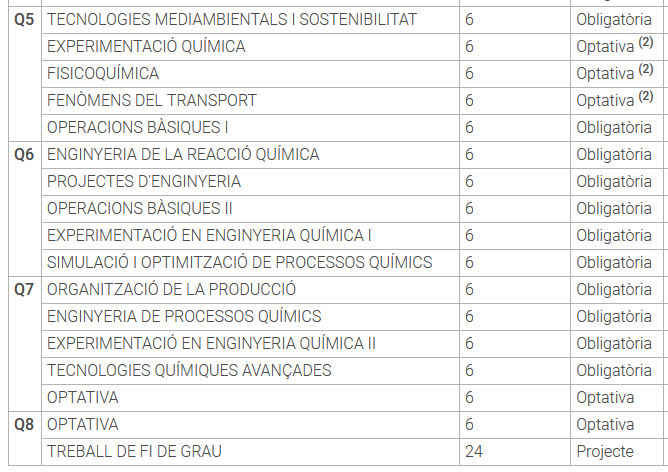 Q5 TECNOLOGIES MEDIAMBIENTALS I SOSTENIBILITAT 6 Obligatòria
EXPERIMENTACIÓ QUÍMICA 6 Optativa (2)
FISICOQUÍMICA 6 Optativa (2)
FENÒMENS DEL TRANSPORT 6 Optativa (2)
OPERACIONS BÀSIQUES I 6 Obligatòria
Q6 ENGINYERIA DE LA REACCIÓ QUÍMICA 6 Obligatòria
PROJECTES D'ENGINYERIA 6 Obligatòria
OPERACIONS BÀSIQUES II 6 Obligatòria
EXPERIMENTACIÓ EN ENGINYERIA QUÍMICA I 6 Obligatòria
SIMULACIÓ I OPTIMITZACIÓ DE PROCESSOS QUÍMICS 6 Obligatòria
Q7 ORGANITZACIÓ DE LA PRODUCCIÓ 6 Obligatòria
ENGINYERIA DE PROCESSOS QUÍMICS 6 Obligatòria
EXPERIMENTACIÓ EN ENGINYERIA QUÍMICA II 6 Obligatòria
TECNOLOGIES QUÍMIQUES AVANÇADES 6 Obligatòria
OPTATIVA 6 Optativa
Q8 OPTATIVA 6 Optativa
TREBALL DE FI DE GRAU 24 Projecte